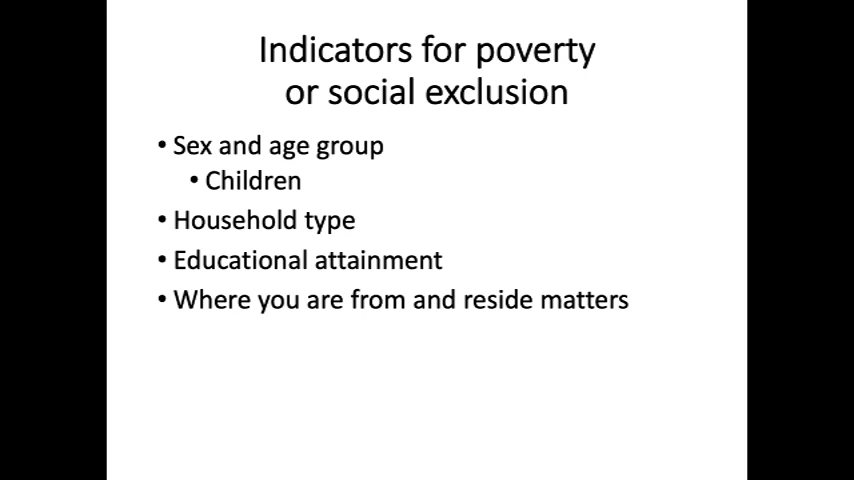 Indicators for poverty
or social exclusion
• Sex and age group
• Children
• Household type
• Educational attainment
• Where you are from and reside matters